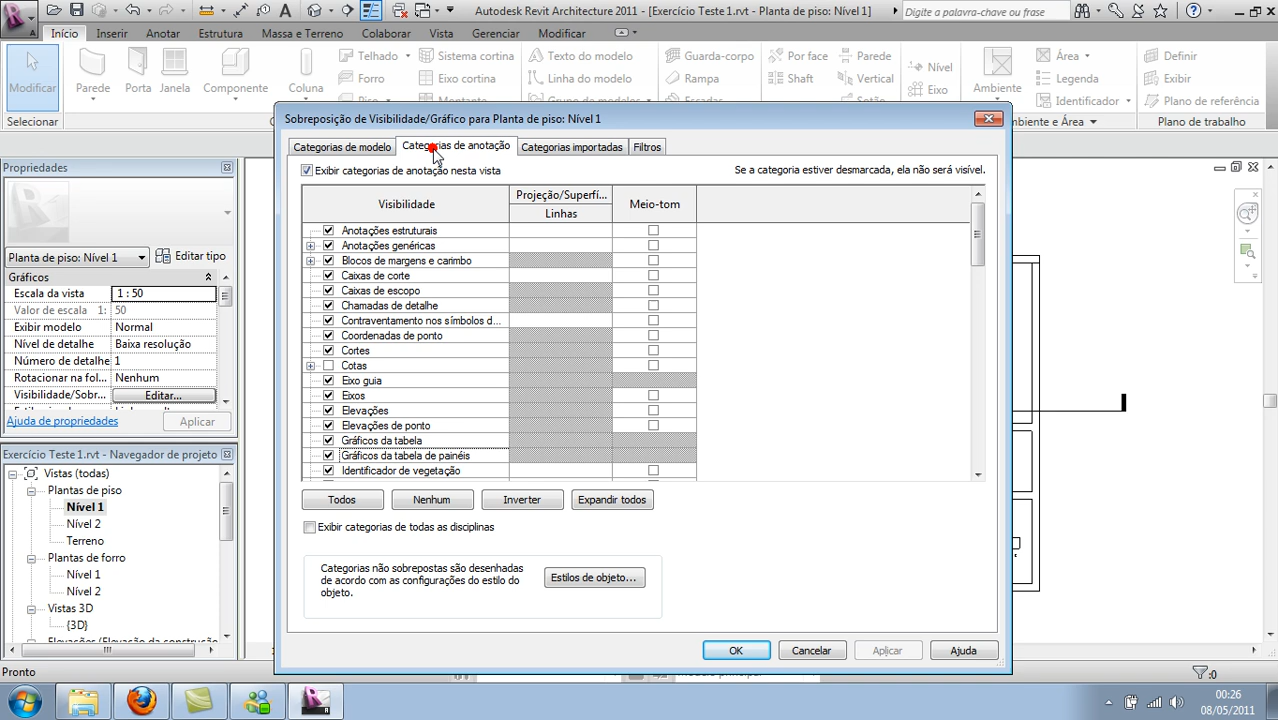 Autodesk Revit Architecture 2011 - [Exercício Teste 1.rvt - Planta de piso: Nível 1]
Digite a palavra-chave ou frase
Início Inserir Anotar Estrutura Massa e Terreno Colaborar Vista Gerenciar Modificar
Modificar
Parede
Porta
Janela
Componente
Coluna
Telhado
Forro
Piso
Sistema cortina
Eixo cortina
Montante
Texto do modelo
Linha do modelo
Grupo de modelos
Guarda-corpo
Rampa
Escadas
Por face
Shaft
Parede
Vertical
Sótão
Nível
Eixo
Ambiente
Área
Legenda
Identificador
Definir
Exibir
Plano de referência
Selecionar
Ambiente e Área
Plano de trabalho
Sobreposição de Visibilidade/Gráfico para Planta de piso: Nível 1
Categorias de modelo Categorias de anotação Categorias importadas Filtros
Exibir categorias de anotação nesta vista
Se a categoria estiver desmarcada, ela não será visível.
Visibilidade
Projeção/Superfí...
Linhas
Meio-tom
Anotações estruturais
Anotações genéricas
Blocos de margens e carimbo
Caixas de corte
Caixas de escopo
Chamadas de detalhe
Contraventamento nos símbolos d...
Coordenadas de ponto
Cortes
Cotas
Eixo guia
Eixos
Elevações
Elevações de ponto
Gráficos da tabela
Gráficos da tabela de painéis
Identificador de vegetação
Todos
Nenhum
Inverter
Expandir todos
Exibir categorias de todas as disciplinas
Categorias não sobrepostas são desenhadas
de acordo com as configurações do estilo do
objeto.
Estilos de objeto...
OK
Cancelar
Aplicar
Ajuda
Propriedades
Planta de piso: Nível 1
Editar tipo
Gráficos
Escala da vista 1 : 50
Valor de escala 1: 50
Exibir modelo Normal
Nível de detalhe Baixa resolução
Número de detalhe 1
Rotacionar na fol... Nenhum
Visibilidade/Sobr... Editar...
Ajuda de propriedades
Aplicar
Exercício Teste 1.rvt - Navegador de projeto
Vistas (todas)
Plantas de piso
Nível 1
Nível 2
Terreno
Plantas de forro
Nível 1
Nível 2
Vistas 3D
{3D}
Elevações (Elevação da construção
Pronto
:0
00:26
08/05/2011